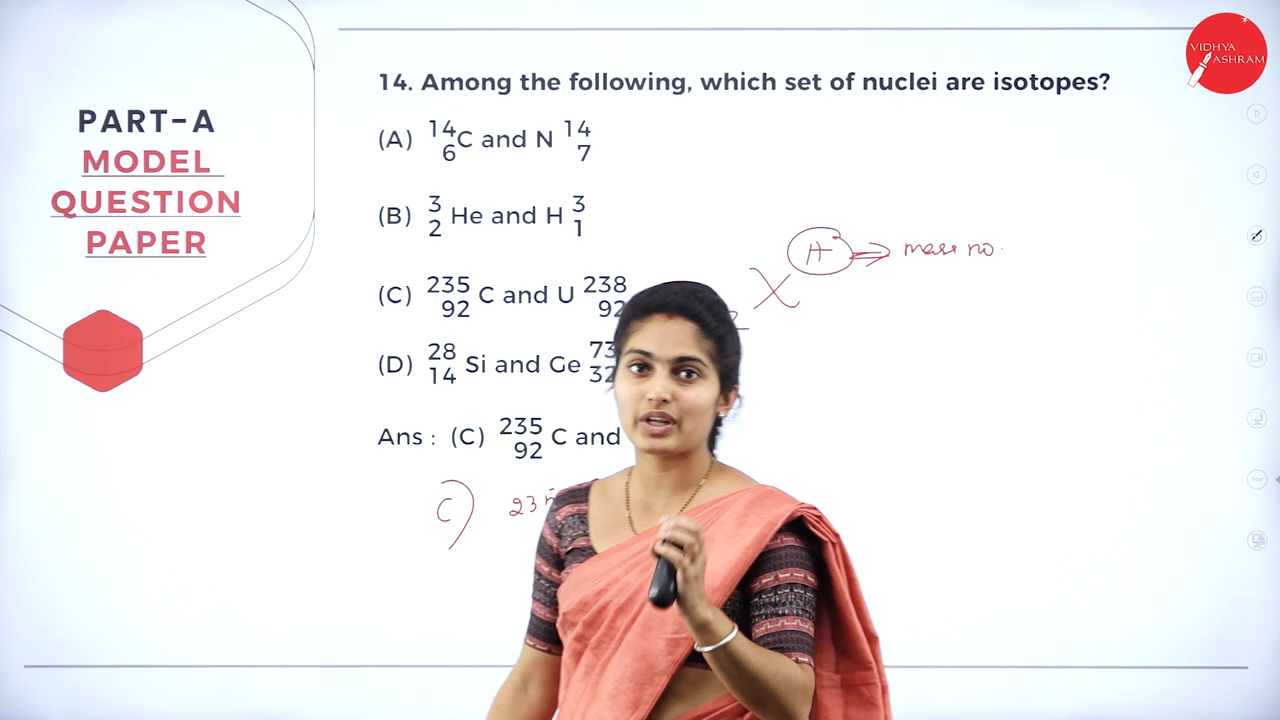 VIDHYA
ASHRAM
PART-A
MODEL
QUESTION
PAPER
14. Among the following, which set of nuclei are isotopes?
(A) 14 6 C and N 14 7
(B) 3 2 He and H 3 1
(C) 235 92 C and U 238 92
(D) 28 14 Si and Ge 73 32
Ans : (C) 235 92 C and
X
mass no.
C) 23